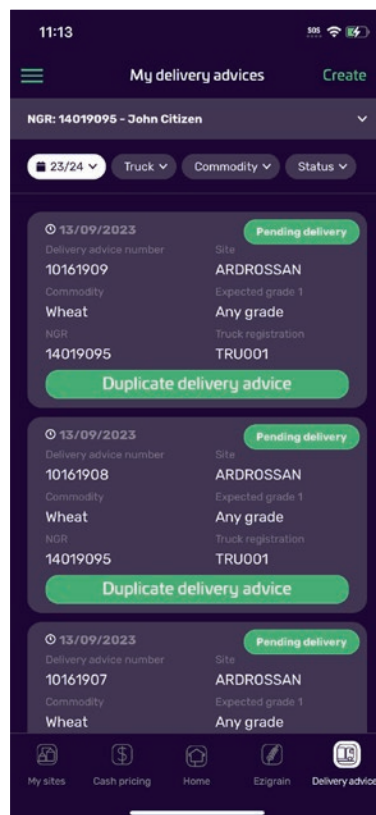 11:13
SOS
My delivery advices
Create
NGR: 14019095 - John Citizen
23/24
Truck
Commodity
Status
13/09/2023
Pending delivery
Delivery advice number
Site
10161909
ARDROSSAN
Commodity
Expected grade 1
Wheat
Any grade
NGR
Truck registration
14019095
TRU001
Duplicate delivery advice
13/09/2023
Pending delivery
Delivery advice number
Site
10161908
ARDROSSAN
Commodity
Expected grade 1
Wheat
Any grade
NGR
Truck registration
14019095
TRU001
Duplicate delivery advice
13/09/2023
Pending delivery
Delivery advice number
Site
10161907
ARDROSSAN
Commodity
Expected grade 1
Wheat
Any grade
My sites
Cash pricing
Home
Ezigrain
Delivery advice